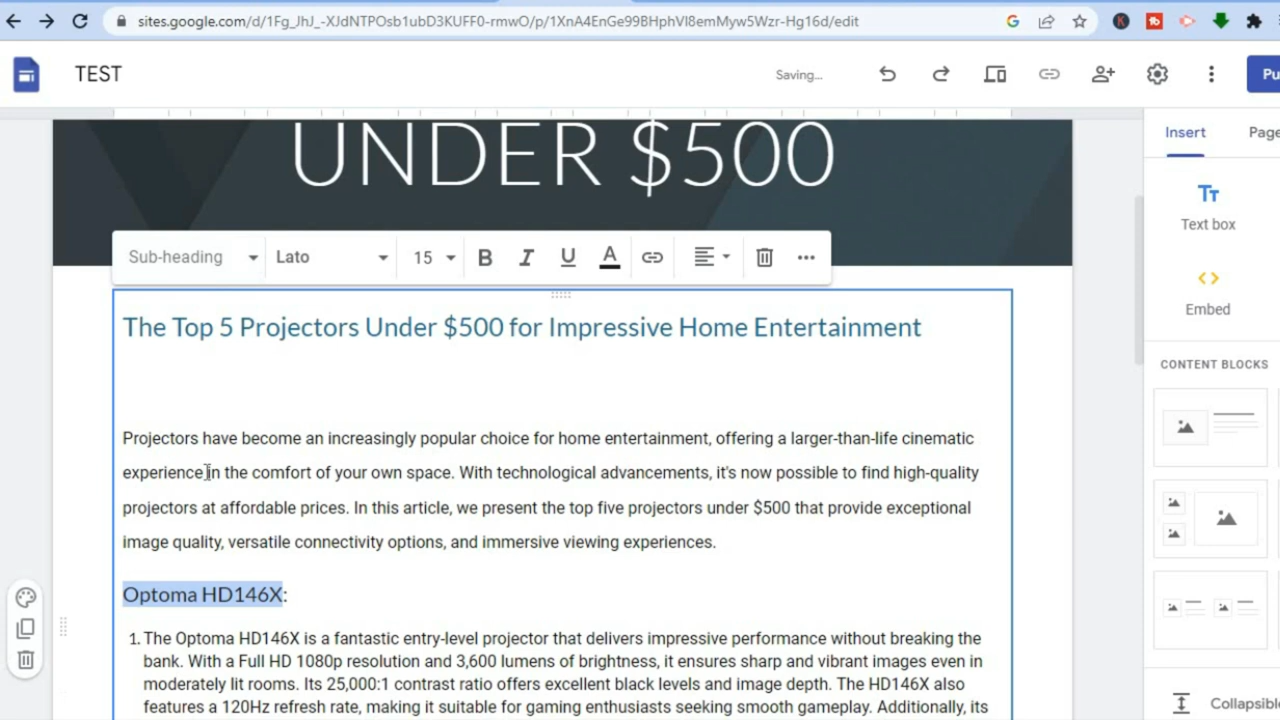 sites.google.com/d/1Fg_JhJ_-XJdNTPOsb1ubD3KUFF0-rmwO/p/1XnA4EnGe99BHphVl8emMyw5Wzr-Hg16d/edit
TEST
Saving...
Pu
UNDER $500
Insert
Page
Text box
Embed
CONTENT BLOCKS
Sub-heading
Lato
15
B
I
U
A
The Top 5 Projectors Under $500 for Impressive Home Entertainment
Projectors have become an increasingly popular choice for home entertainment, offering a larger-than-life cinematic
experience in the comfort of your own space. With technological advancements, it's now possible to find high-quality
projectors at affordable prices. In this article, we present the top five projectors under $500 that provide exceptional
image quality, versatile connectivity options, and immersive viewing experiences.
Optoma HD146X:
1. The Optoma HD146X is a fantastic entry-level projector that delivers impressive performance without breaking the
bank. With a Full HD 1080p resolution and 3,600 lumens of brightness, it ensures sharp and vibrant images even in
moderately lit rooms. Its 25,000:1 contrast ratio offers excellent black levels and image depth. The HD146X also
features a 120Hz refresh rate, making it suitable for gaming enthusiasts seeking smooth gameplay. Additionally, its
Collapsibl